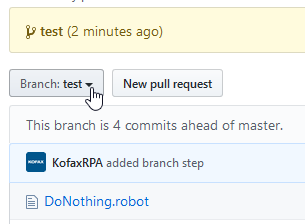 test (2 minutes ago)
Branch: test
New pull request
This branch is 4 commits ahead of master.
KOFAX KofaxRPA added branch step
DoNothing.robot